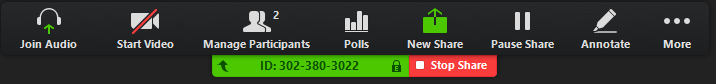 2
Join Audio Start Video Manage Participants Polls New Share Pause Share Annotate More
ID: 302-380-3022 Stop Share